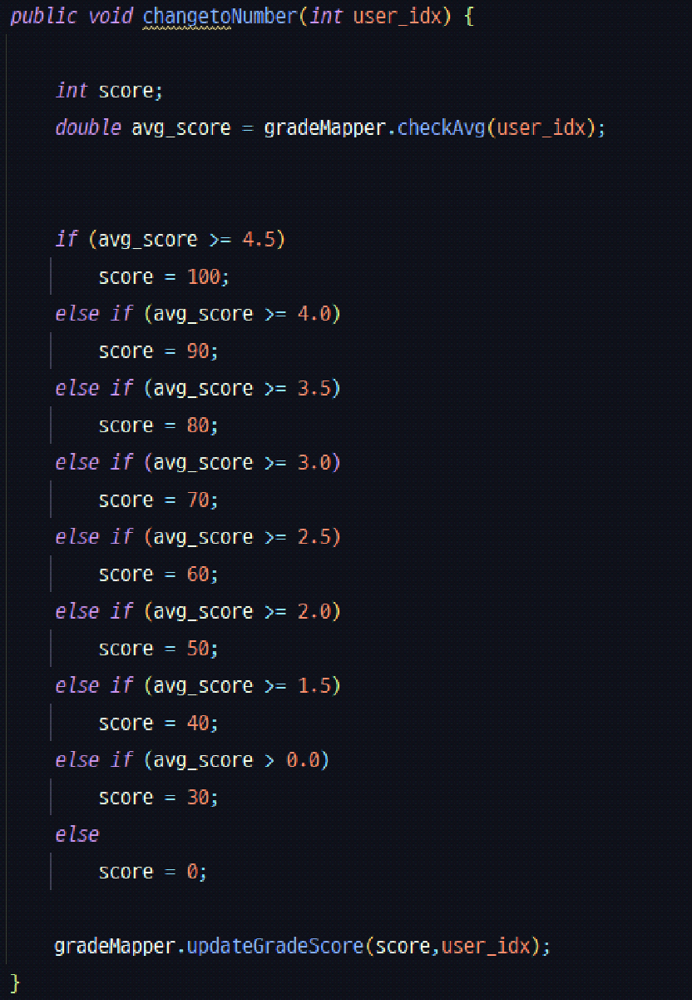 public void changetoNumber(int user_idx) {
int score;
double avg_score = gradeMapper.checkAvg(user_idx);
if (avg_score >= 4.5)
score = 100;
else if (avg_score >= 4.0)
score = 90;
else if (avg_score >= 3.5)
score = 80;
else if (avg_score >= 3.0)
score = 70;
else if (avg_score >= 2.5)
score = 60;
else if (avg_score >= 2.0)
score = 50;
else if (avg_score >= 1.5)
score = 40;
else if (avg_score > 0.0)
score = 30;
else
score = 0;
gradeMapper.updateGradeScore(score,user_idx);
}